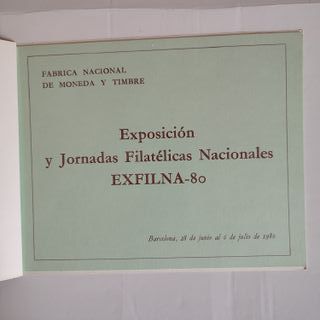 FABRICA NACIONAL
DE MONEDA Y TIMBRE
Exposición
y Jornadas Filatélicas Nacionales
EXFILNA-80
Barcelona, 28 de junio al 6 de julio de 1980